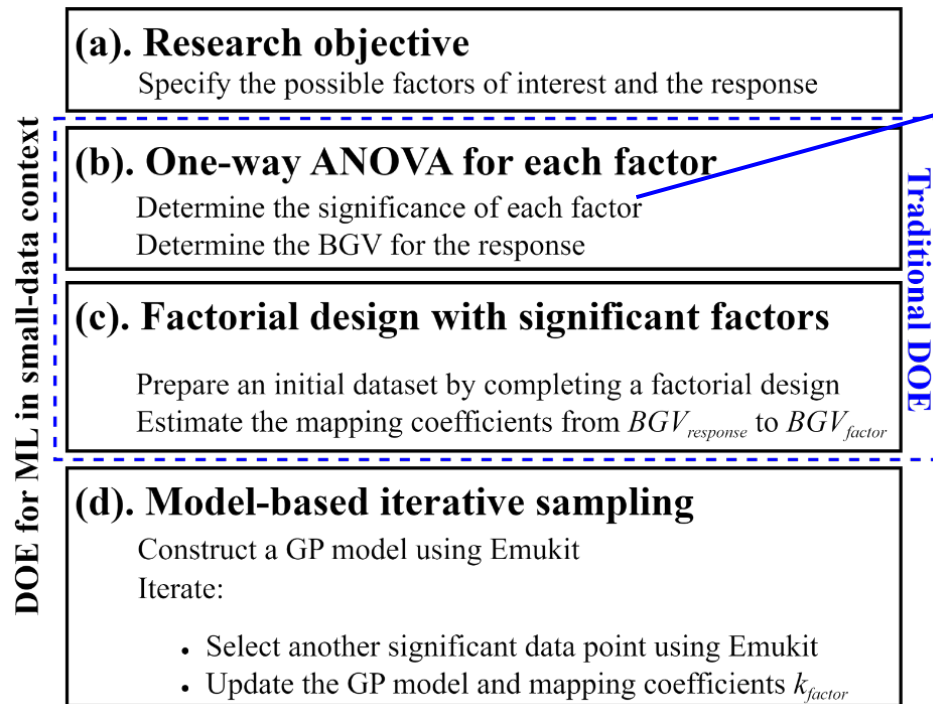 DOE for ML in small-data context
(a). Research objective
Specify the possible factors of interest and the response
(b). One-way ANOVA for each factor
Determine the significance of each factor
Determine the BGV for the response
(c). Factorial design with significant factors
Prepare an initial dataset by completing a factorial design
Estimate the mapping coefficients from BGV_response to BGV_factor
Traditional DOE
(d). Model-based iterative sampling
Construct a GP model using Emukit
Iterate:
• Select another significant data point using Emukit
• Update the GP model and mapping coefficients k_factor